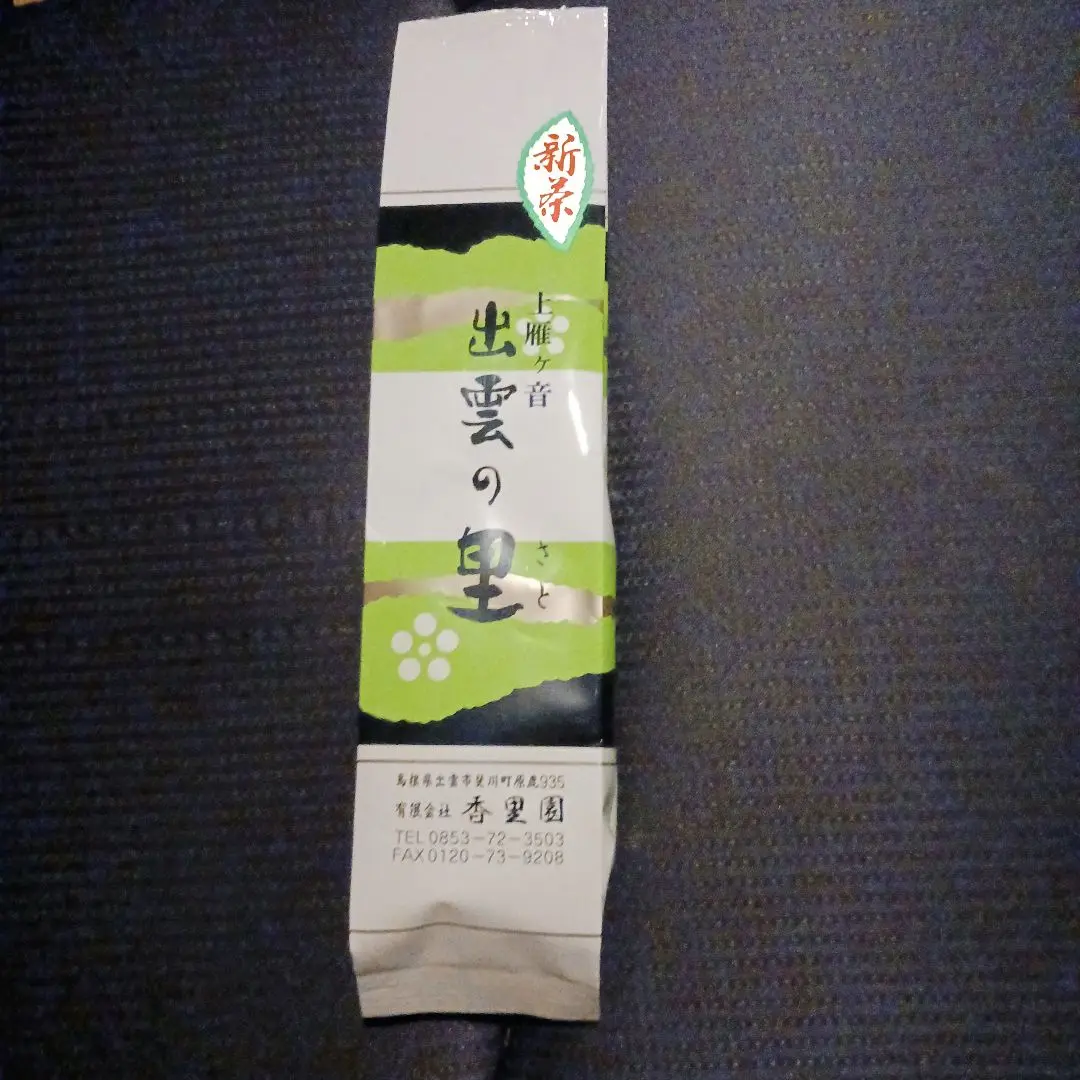 新茶
上雁ヶ音
出雲の里
さと
島根県出雲市斐川町原鹿935
有限会社 香里園
TEL 0853-72-3503
FAX 0120-73-9208